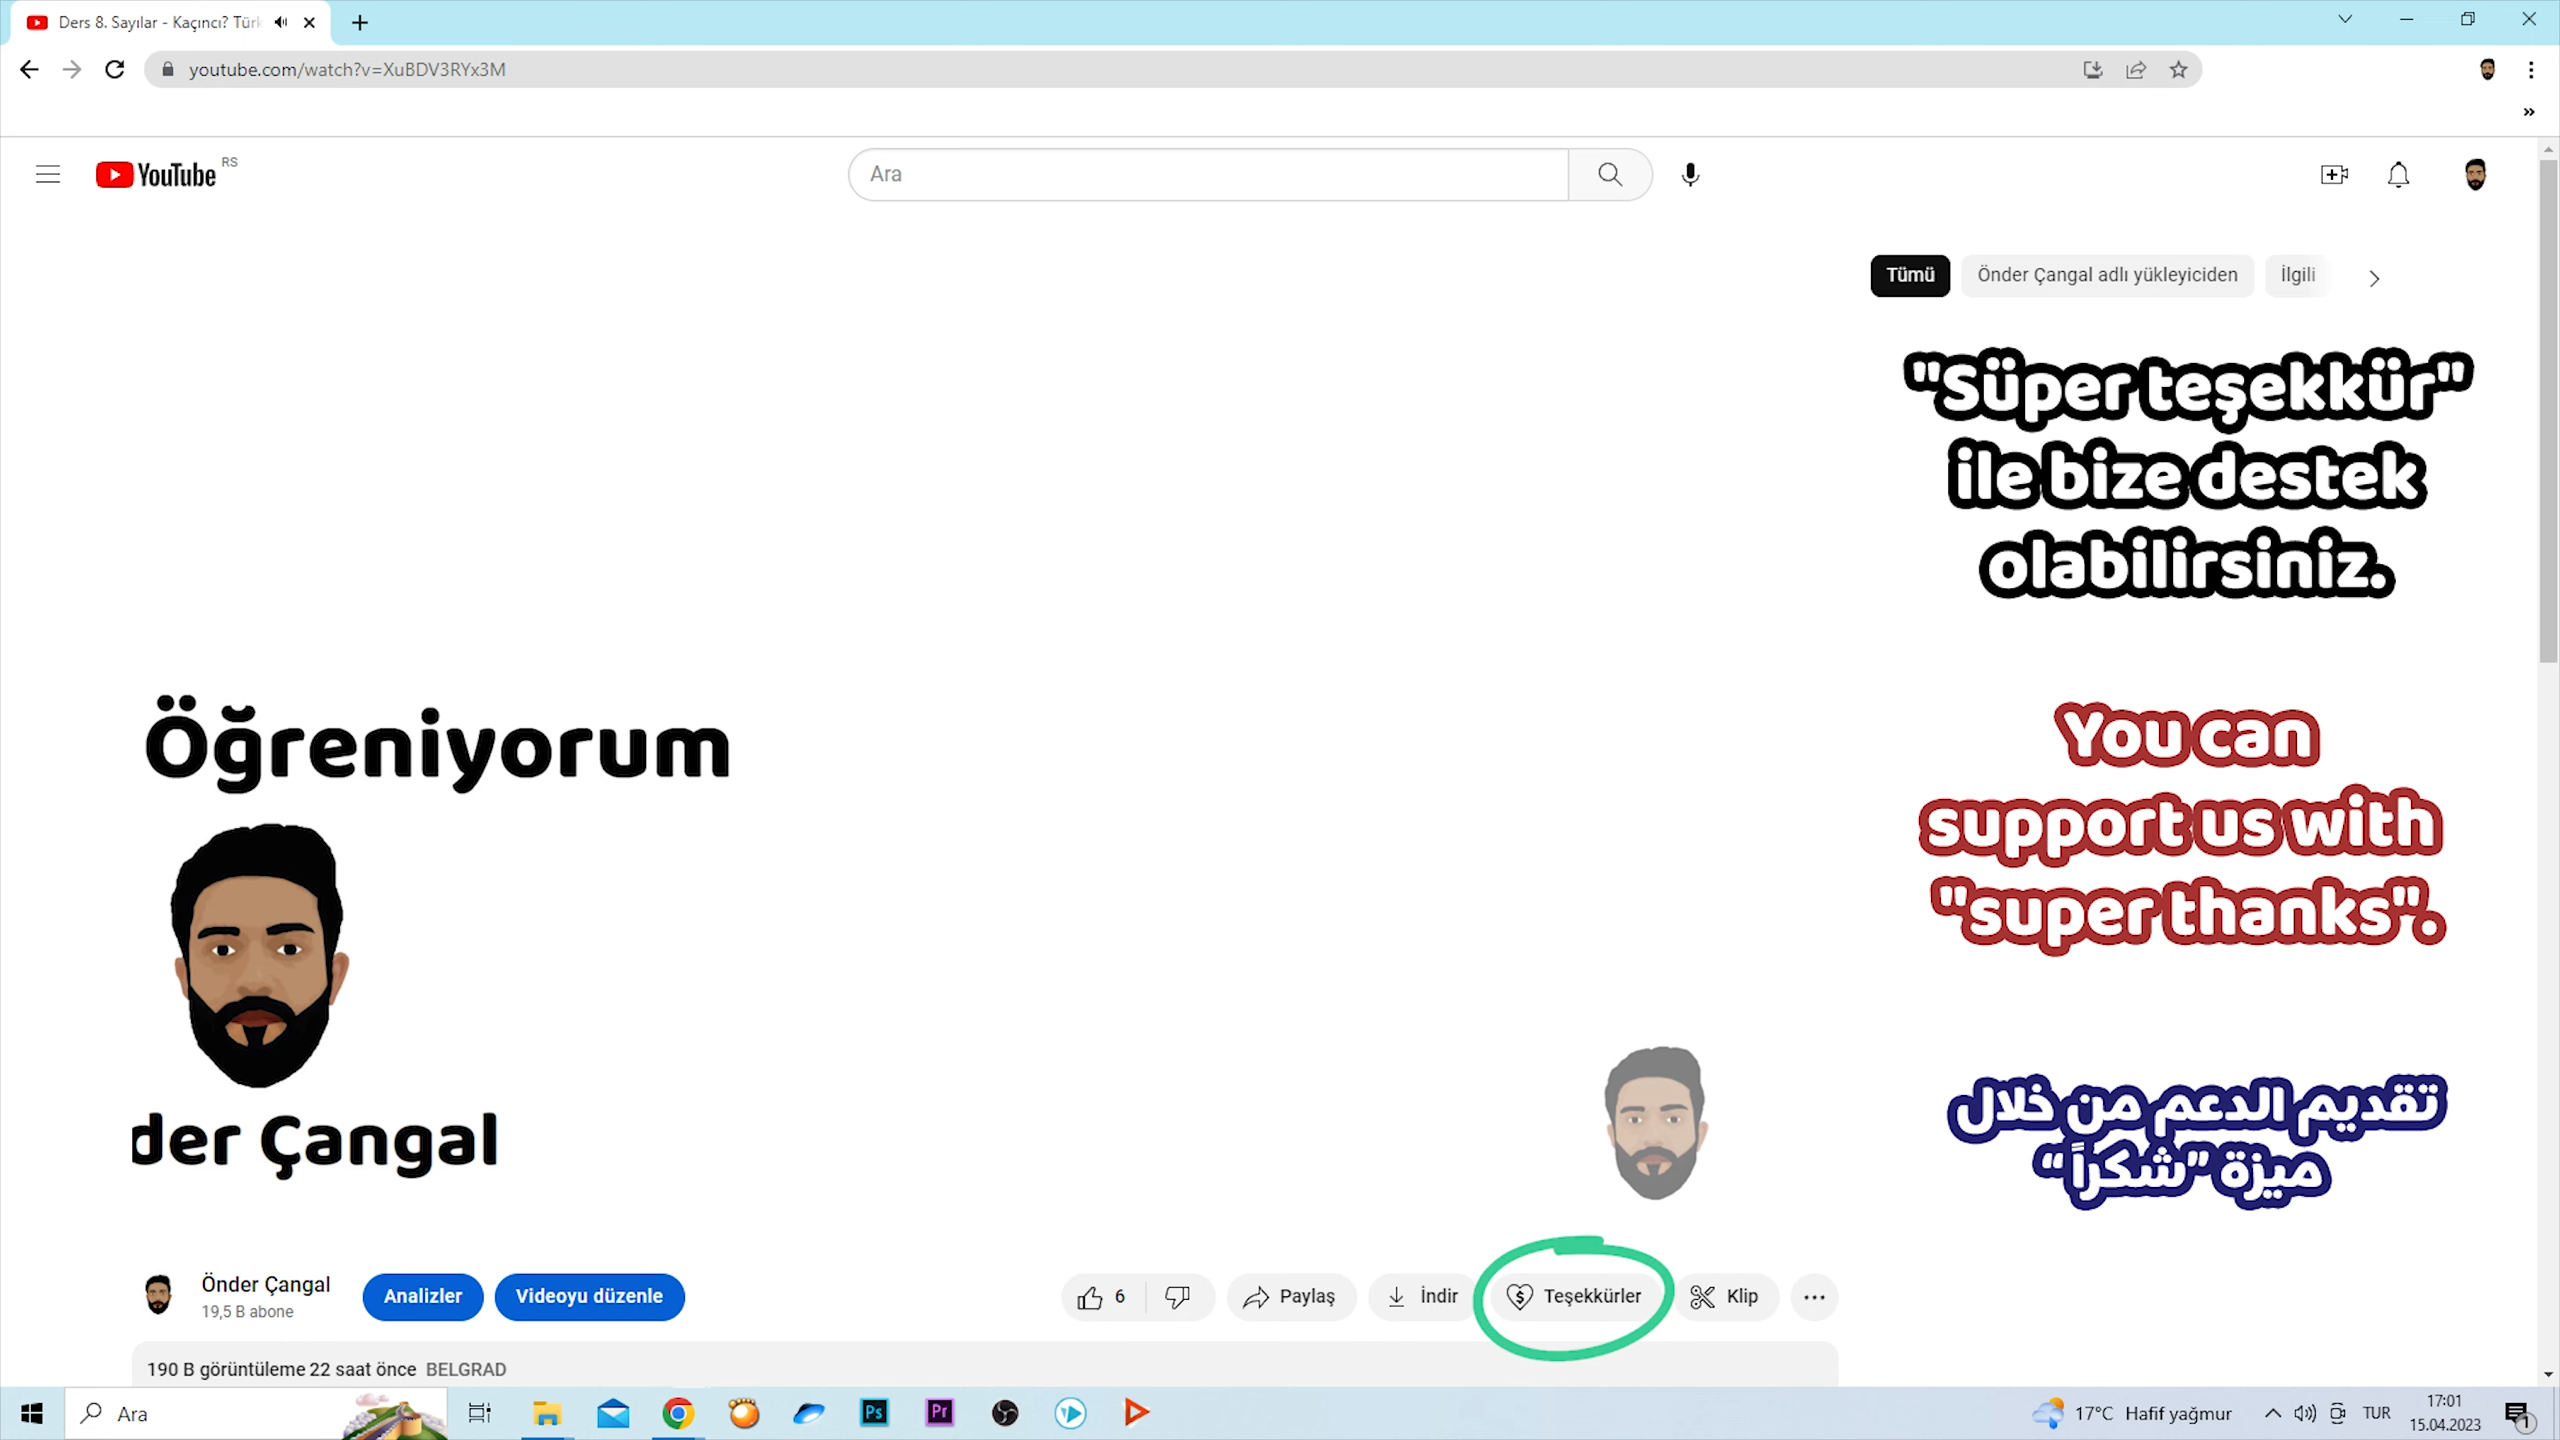 Ders 8. Sayılar - Kaçıncı? Türk
youtube.com/watch?v=XuBDV3RYx3M
YouTube RS
Ara
Tümü
Önder Çangal adlı yükleyiciden
İlgili
"Süper teşekkür"
ile bize destek
olabilirsiniz.
Öğreniyorum
You can
support us with
"super thanks".
der Çangal
تقديم الدعم من خلال
ميزة ”شكراً“
Önder Çangal
19,5 B abone
Analizler
Videoyu düzenle
6
Paylaş
İndir
Teşekkürler
Klip
190 B görüntüleme 22 saat önce BELGRAD
Ara
Ps
Pr
17°C Hafif yağmur
TUR
17:01
15.04.2023
1